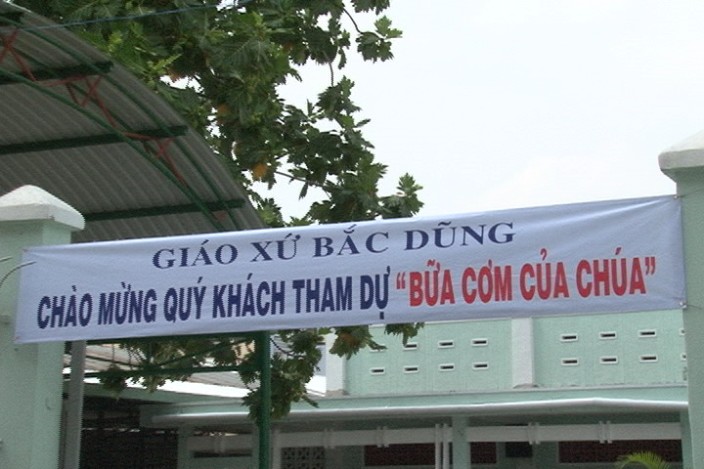 GIÁO XỨ BẮC DŨNG
CHÀO MỪNG QUÝ KHÁCH THAM DỰ “BỮA CƠM CỦA CHÚA”